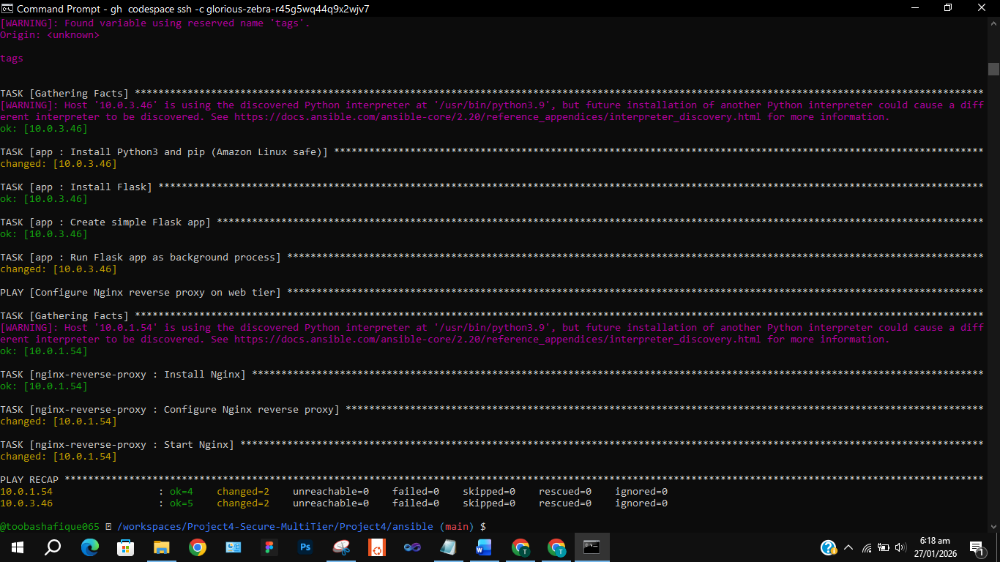 Command Prompt - gh  codespace ssh -c glorious-zebra-r45g5wq44q9x2wjv7
[WARNING]: Found variable using reserved name 'tags'.
Origin: <unknown>
tags
TASK [Gathering Facts] *************************************************************************************************************************************************
[WARNING]: Host '10.0.3.46' is using the discovered Python interpreter at '/usr/bin/python3.9', but future installation of another Python interpreter could cause a diff
erent interpreter to be discovered. See https://docs.ansible.com/ansible-core/2.20/reference_appendices/interpreter_discovery.html for more information.
ok: [10.0.3.46]
TASK [app : Install Python3 and pip (Amazon Linux safe)] ***************************************************************************************************************
changed: [10.0.3.46]
TASK [app : Install Flask] *********************************************************************************************************************************************
ok: [10.0.3.46]
TASK [app : Create simple Flask app] ***********************************************************************************************************************************
ok: [10.0.3.46]
TASK [app : Run Flask app as background process] ***********************************************************************************************************************
changed: [10.0.3.46]
PLAY [Configure Nginx reverse proxy on web tier] ***********************************************************************************************************************
TASK [Gathering Facts] *************************************************************************************************************************************************
[WARNING]: Host '10.0.1.54' is using the discovered Python interpreter at '/usr/bin/python3.9', but future installation of another Python interpreter could cause a diff
erent interpreter to be discovered. See https://docs.ansible.com/ansible-core/2.20/reference_appendices/interpreter_discovery.html for more information.
ok: [10.0.1.54]
TASK [nginx-reverse-proxy : Install Nginx] *****************************************************************************************************************************
ok: [10.0.1.54]
TASK [nginx-reverse-proxy : Configure Nginx reverse proxy] *************************************************************************************************************
changed: [10.0.1.54]
TASK [nginx-reverse-proxy : Start Nginx] *******************************************************************************************************************************
changed: [10.0.1.54]
PLAY RECAP *************************************************************************************************************************************************************
10.0.1.54                  : ok=4    changed=2    unreachable=0    failed=0    skipped=0    rescued=0    ignored=0
10.0.3.46                  : ok=5    changed=2    unreachable=0    failed=0    skipped=0    rescued=0    ignored=0
@toobashafique065 /workspaces/Project4-Secure-MultiTier/Project4/ansible (main) $
Ps
W
T
T
6:18 am
27/01/2026
1